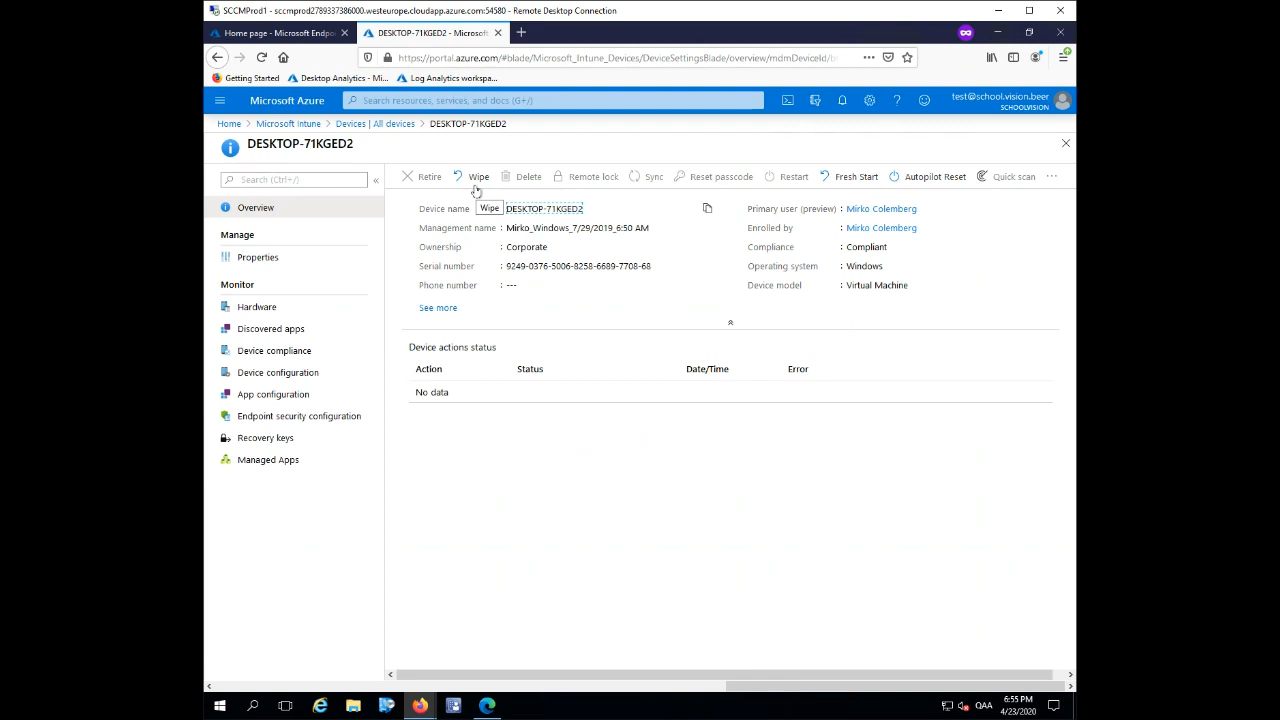 SCCMProd1 - sccmprod2789337386000.westeurope.cloudapp.azure.com:54580 - Remote Desktop Connection
Home page - Microsoft Endpo
DESKTOP-71KGED2 - Microsof
https://portal.azure.com/#blade/Microsoft_Intune_Devices/DeviceSettingsBlade/overview/mdmDeviceId/b
Getting Started
Desktop Analytics - Mi...
Log Analytics workspa...
Microsoft Azure
Search resources, services, and docs (G+/)
test@school.vision.beer
SCHOOLVISION
Home
Microsoft Intune
Devices | All devices
DESKTOP-71KGED2
DESKTOP-71KGED2
Search (Ctrl+/)
Retire
Wipe
Delete
Remote lock
Sync
Reset passcode
Restart
Fresh Start
Autopilot Reset
Quick scan
Overview
Manage
Properties
Monitor
Hardware
Discovered apps
Device compliance
Device configuration
App configuration
Endpoint security configuration
Recovery keys
Managed Apps
Wipe
Device name DESKTOP-71KGED2
Management name : Mirko_Windows_7/29/2019_6:50 AM
Ownership : Corporate
Serial number : 9249-0376-5006-8258-6689-7708-68
Phone number : ---
See more
Primary user (preview) : Mirko Colemberg
Enrolled by : Mirko Colemberg
Compliance : Compliant
Operating system : Windows
Device model : Virtual Machine
Device actions status
Action Status Date/Time Error
No data
QAA
6:55 PM
4/23/2020